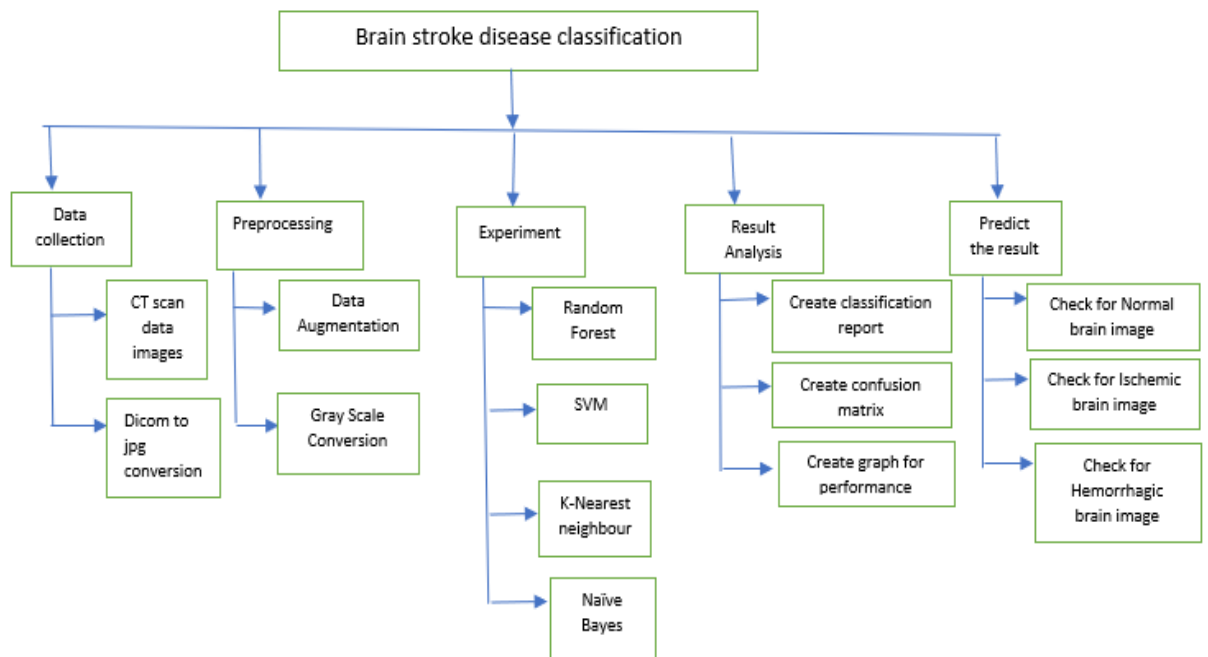 Brain stroke disease classification
Data
collection
CT scan
data
images
Dicom to
jpg
conversion
Preprocessing
Data
Augmentation
Gray Scale
Conversion
Experiment
Random
Forest
SVM
K-Nearest
neighbour
Naïve
Bayes
Result
Analysis
Create classification
report
Create confusion
matrix
Create graph for
performance
Predict
the result
Check for Normal
brain image
Check for Ischemic
brain image
Check for
Hemorrhagic
brain image